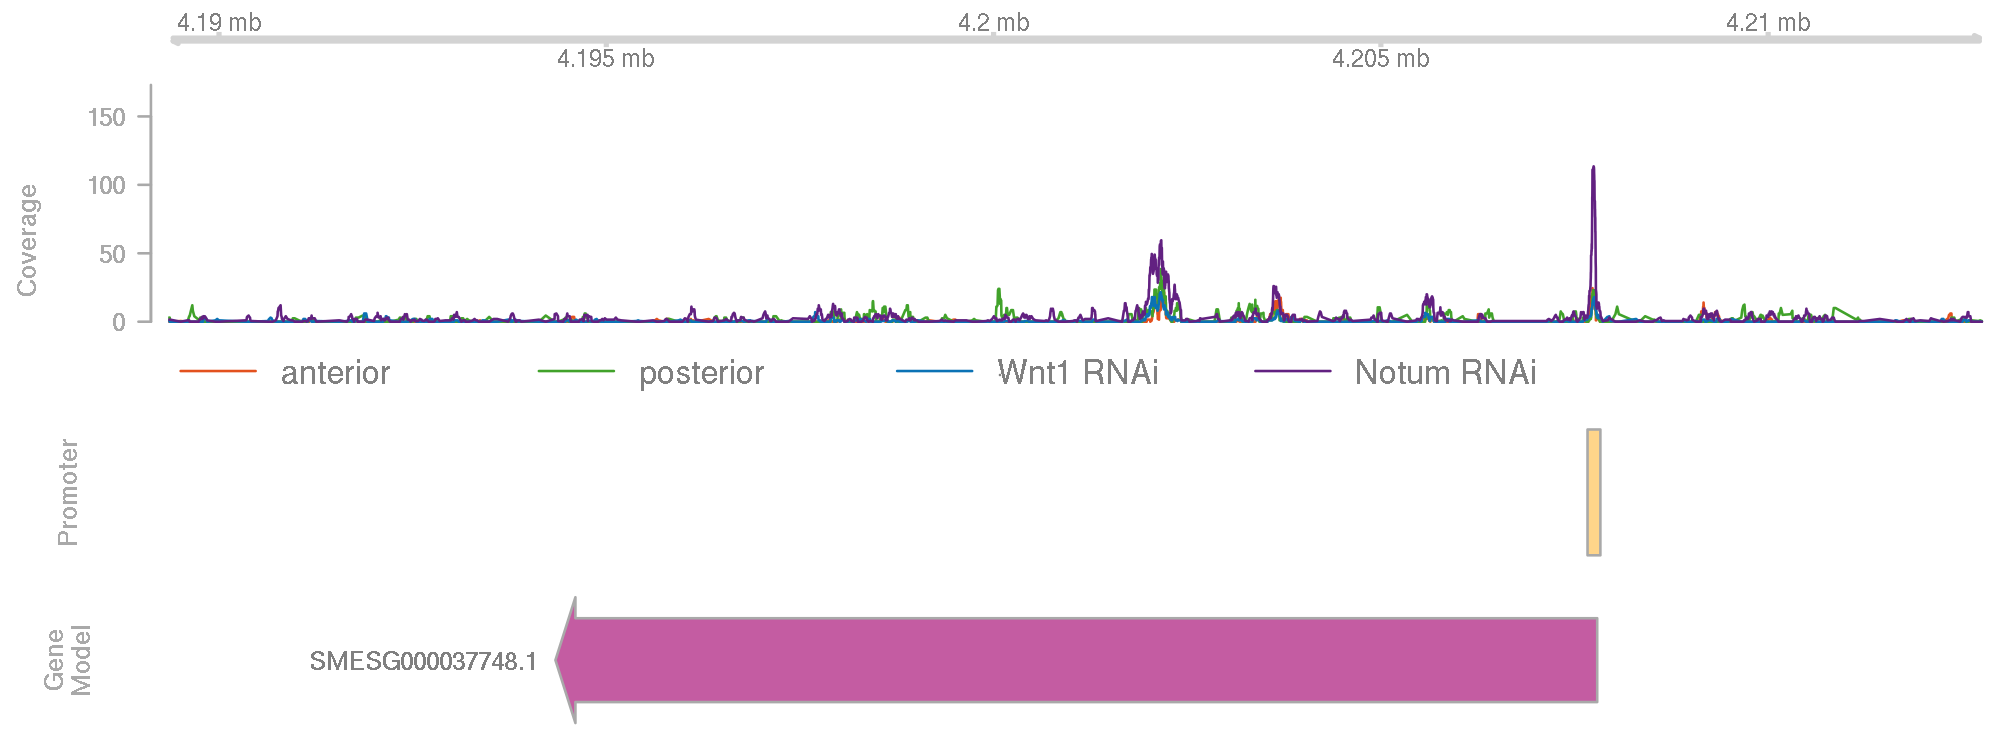 4.19 mb
4.2 mb
4.21 mb
4.195 mb
4.205 mb
Coverage
150
100
50
0
anterior
posterior
Wnt1 RNAi
Notum RNAi
Promoter
Gene
Model
SMESG000037748.1